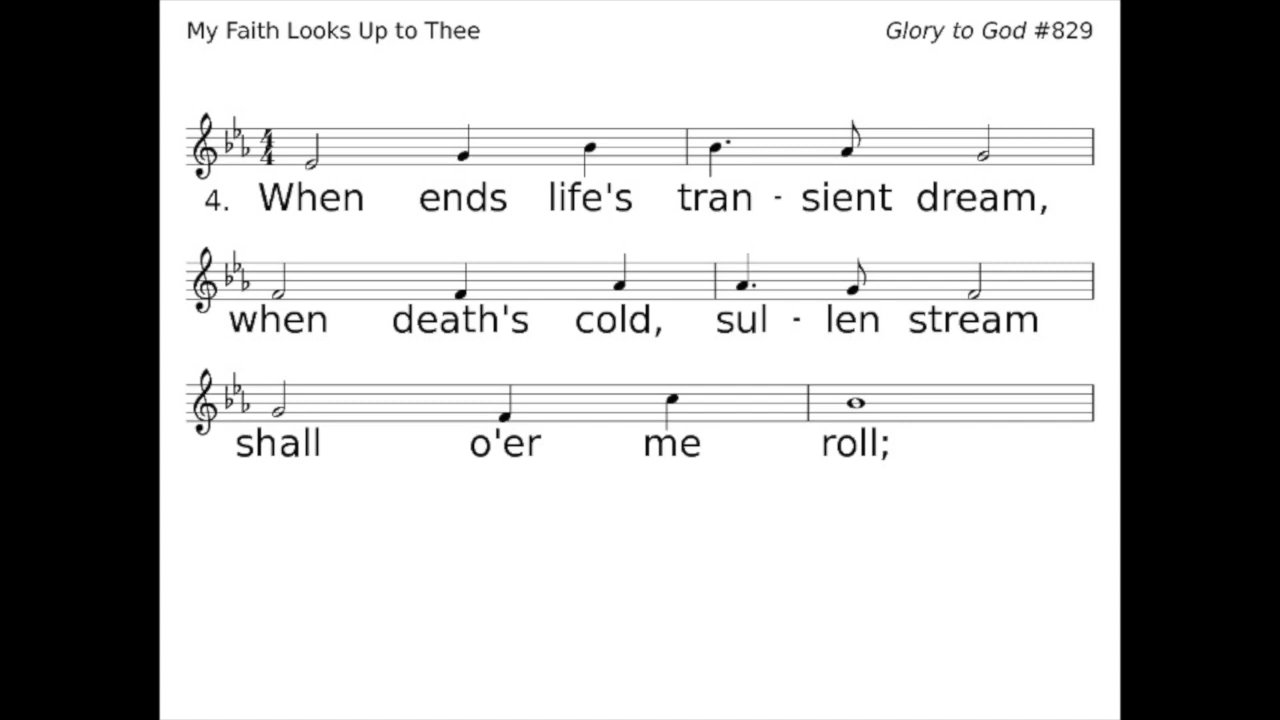 My Faith Looks Up to Thee Glory to God #829
4. When ends life's tran - sient dream,
when death's cold, sul - len stream
shall o'er me roll;